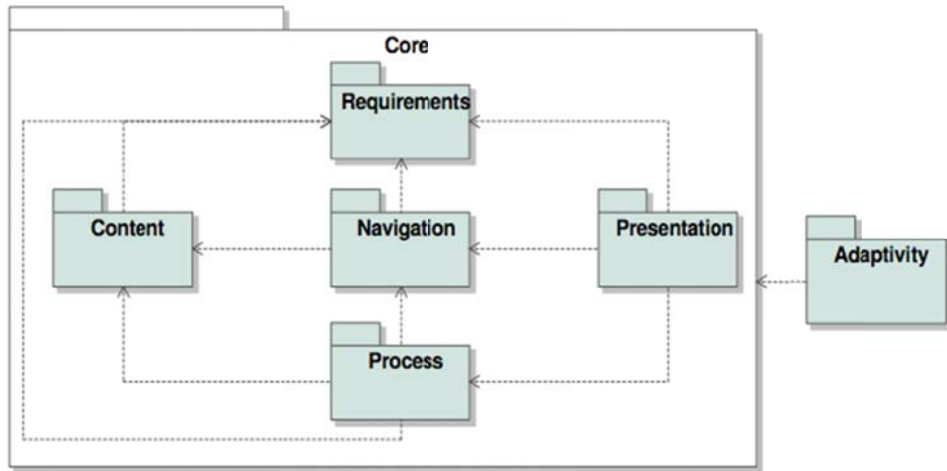 Core
Requirements
Content
Navigation
Presentation
Adaptivity
Process